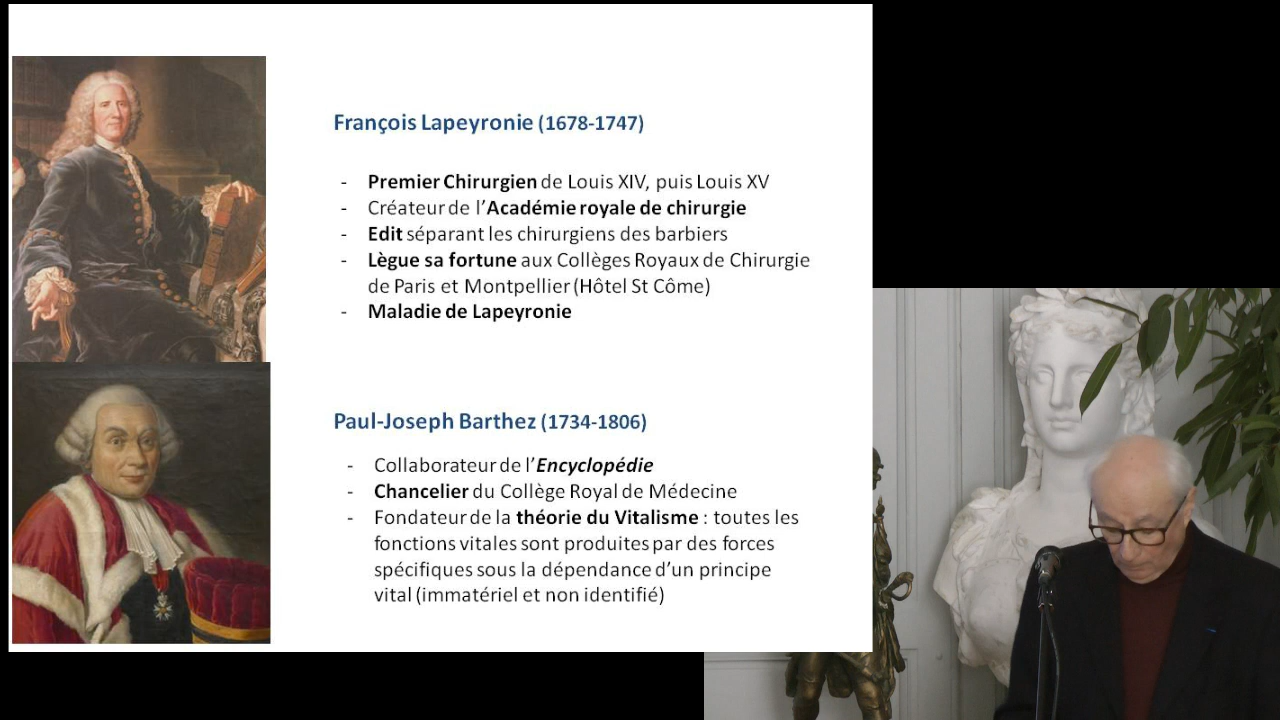 François Lapeyronie (1678-1747)
- Premier Chirurgien de Louis XIV, puis Louis XV
- Créateur de l’Académie royale de chirurgie
- Edit séparant les chirurgiens des barbiers
- Lègue sa fortune aux Collèges Royaux de Chirurgie
de Paris et Montpellier (Hôtel St Côme)
- Maladie de Lapeyronie
Paul-Joseph Barthez (1734-1806)
- Collaborateur de l’Encyclopédie
- Chancelier du Collège Royal de Médecine
- Fondateur de la théorie du Vitalisme : toutes les
fonctions vitales sont produites par des forces
spécifiques sous la dépendance d’un principe
vital (immatériel et non identifié)